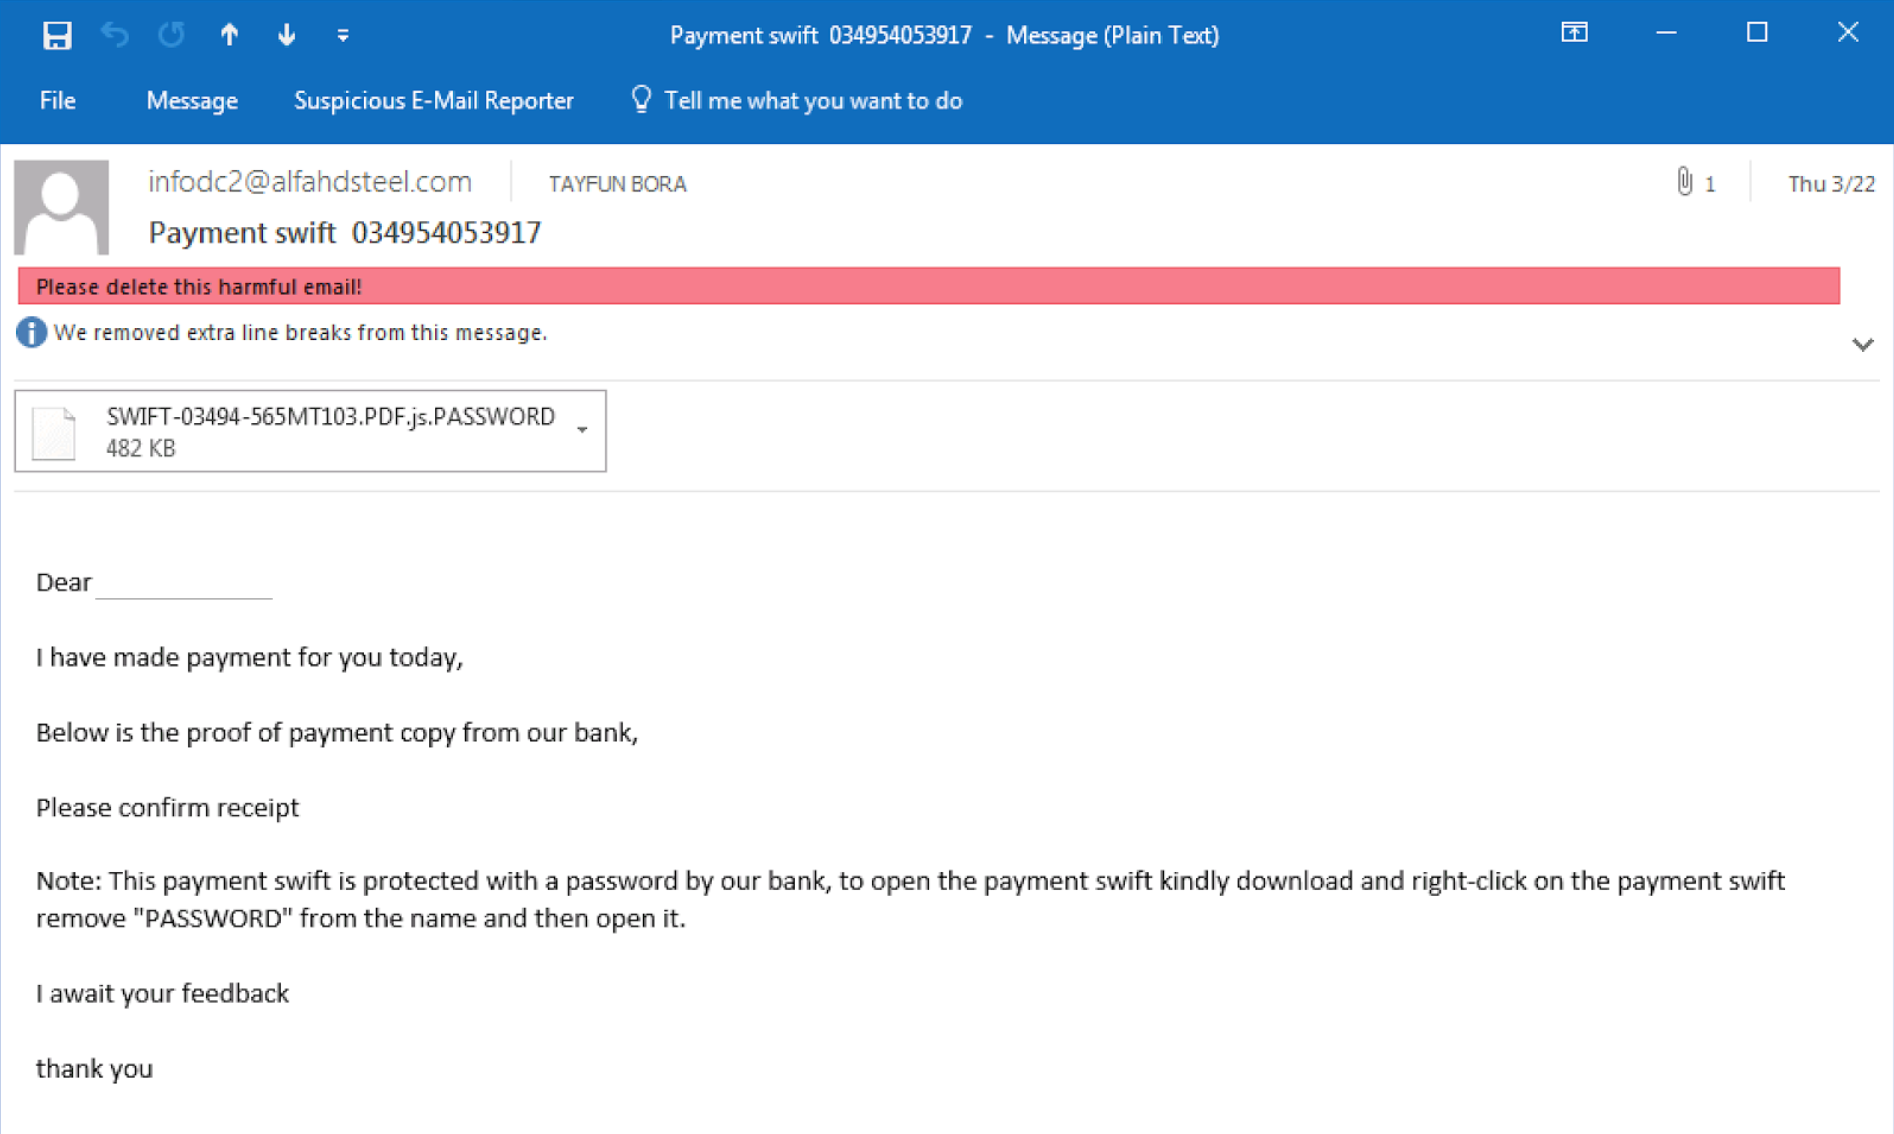 Payment swift  034954053917  -  Message (Plain Text)
File  Message  Suspicious E-Mail Reporter  Tell me what you want to do
infodc2@alfahdsteel.com  TAYFUN BORA  1  Thu 3/22
Payment swift  034954053917
Please delete this harmful email!
We removed extra line breaks from this message.
SWIFT-03494-565MT103.PDF.js.PASSWORD
482 KB
Dear
I have made payment for you today,
Below is the proof of payment copy from our bank,
Please confirm receipt
Note: This payment swift is protected with a password by our bank, to open the payment swift kindly download and right-click on the payment swift
remove "PASSWORD" from the name and then open it.
I await your feedback
thank you